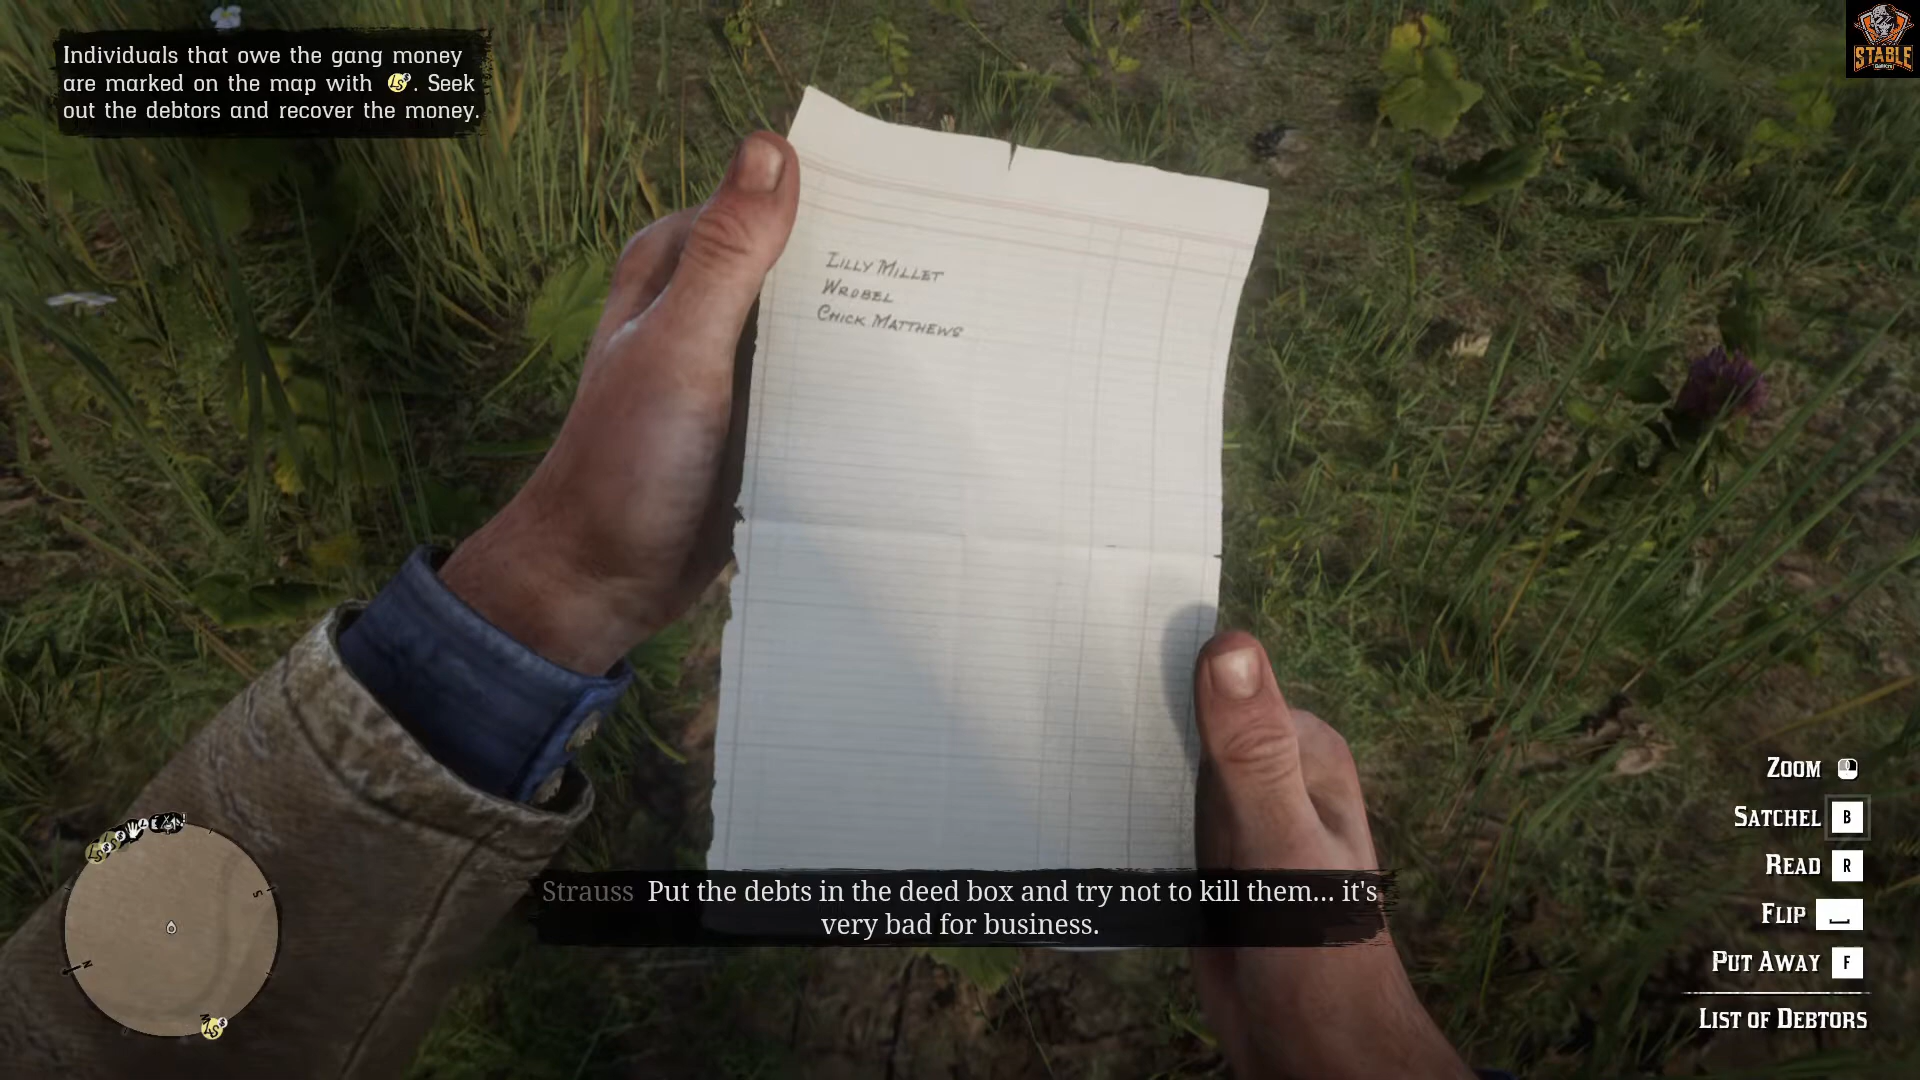 Individuals that owe the gang money
are marked on the map with LS$. Seek
out the debtors and recover the money.
STABLE
LILLY MILLET
WROBEL
CHICK MATTHEWS
ZOOM
SATCHEL B
READ R
FLIP
PUT AWAY F
LIST OF DEBTORS
Strauss Put the debts in the deed box and try not to kill them... it's
very bad for business.
S
N
W
LS$